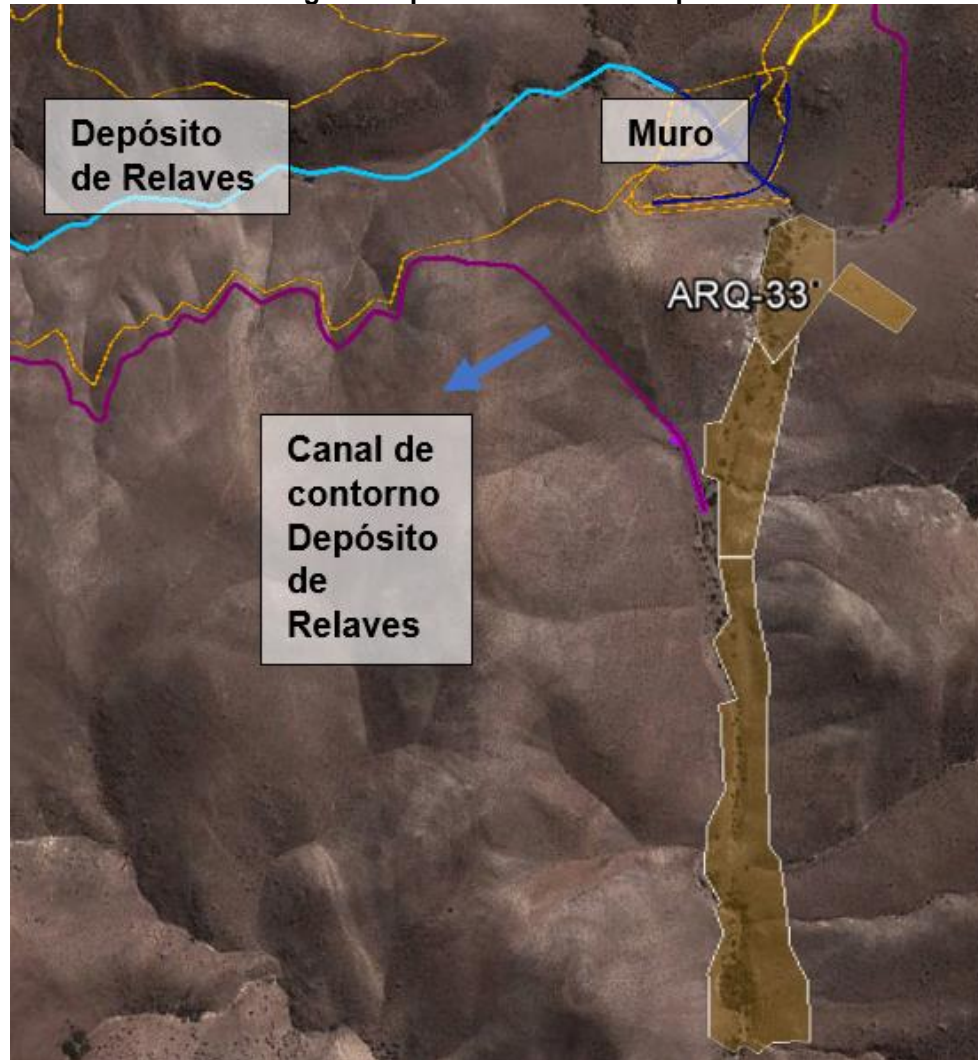 Depósito
de Relaves
Muro
ARQ-33
Canal de
contorno
Depósito
de
Relaves